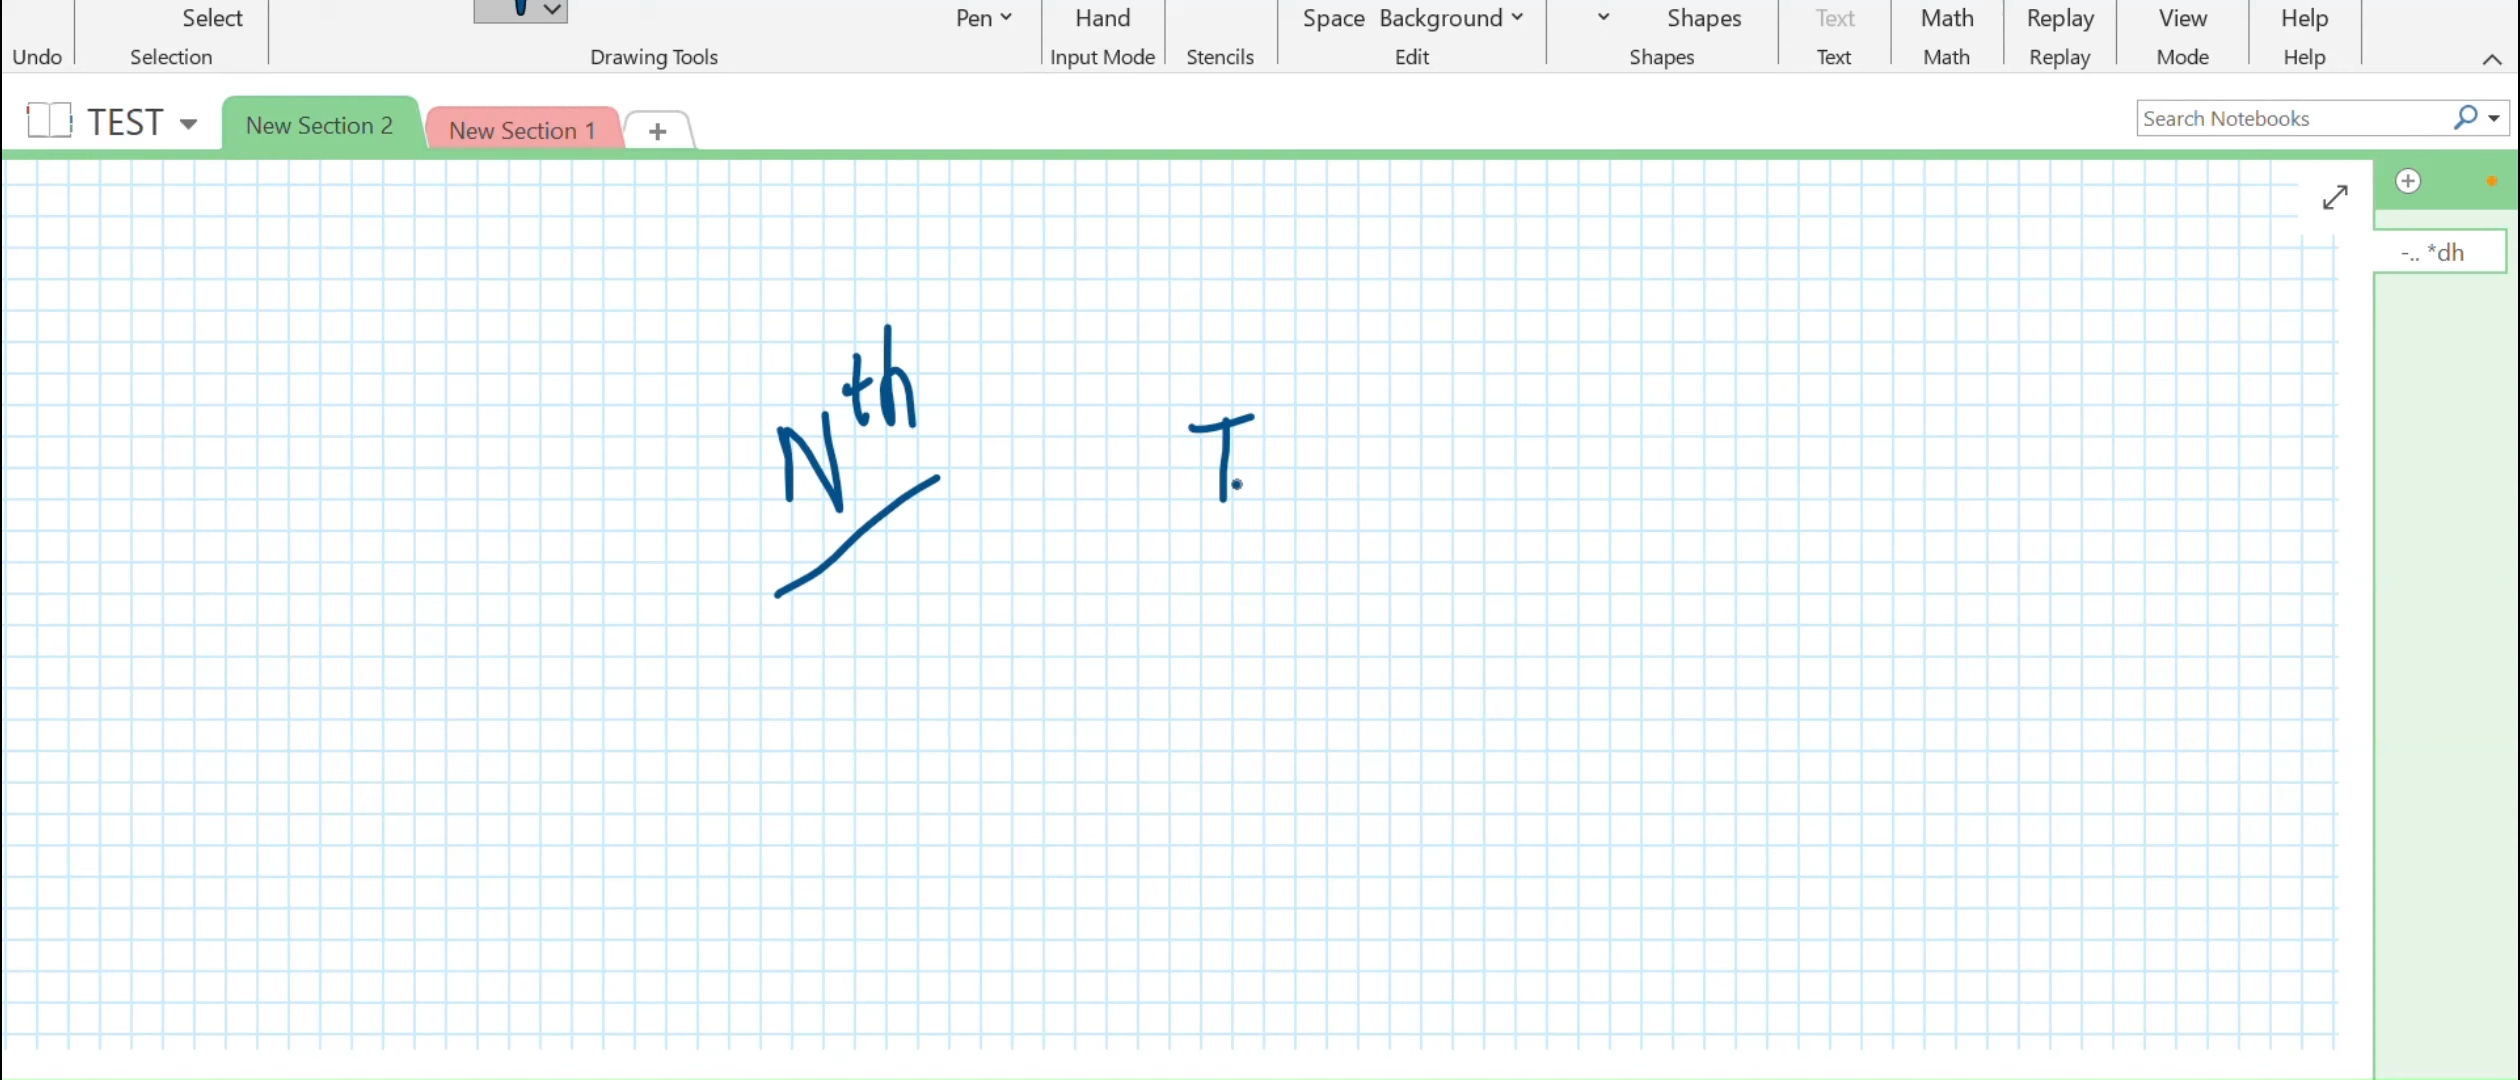 Select Pen Hand Space Background Shapes Text Math Replay View Help
Undo Selection Drawing Tools Input Mode Stencils Edit Shapes Text Math Replay Mode Help
TEST New Section 2 New Section 1 + Search Notebooks
-.. *dh
Nth T